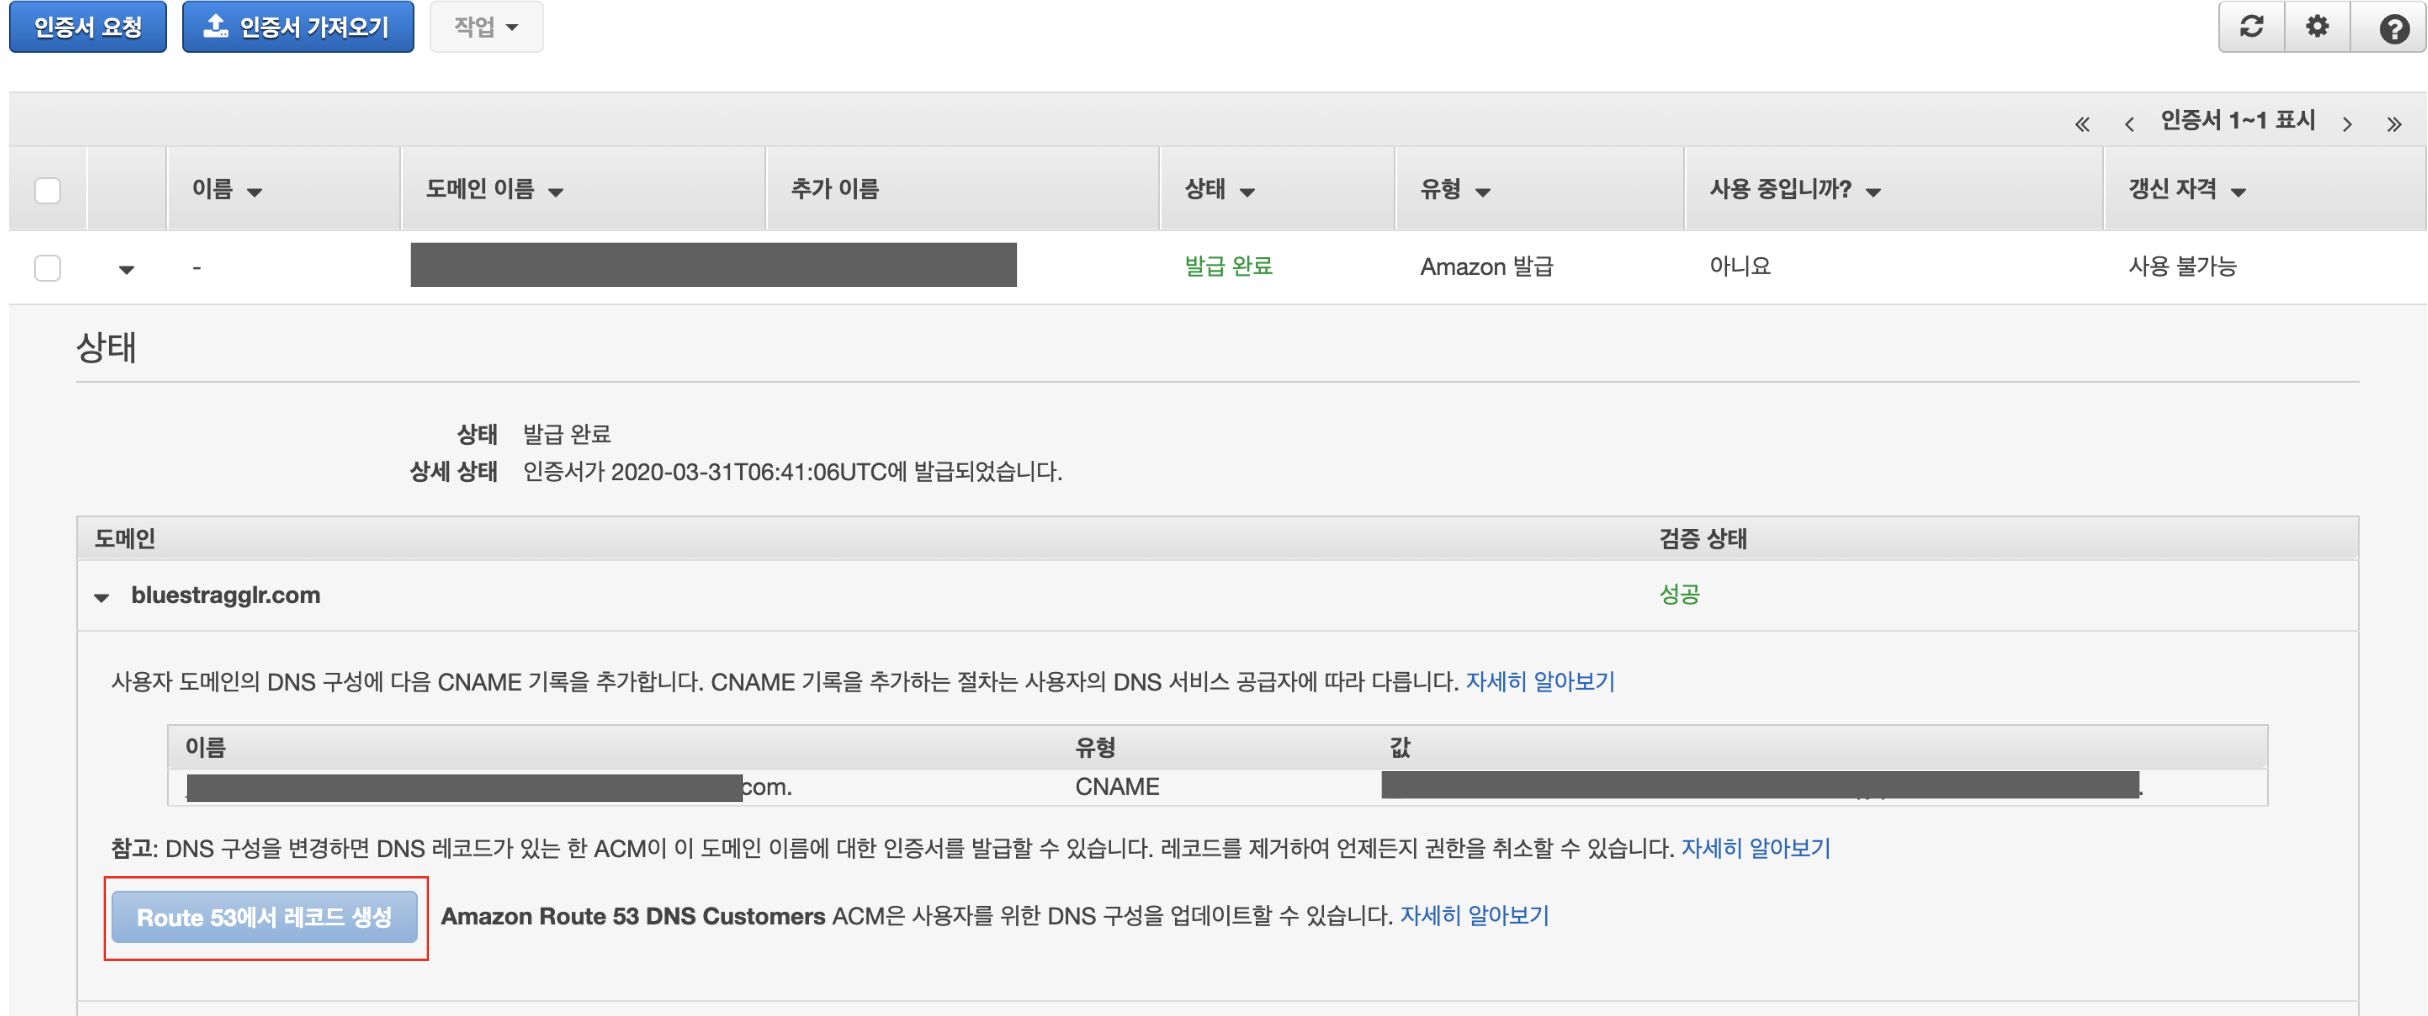 인증서 요청 인증서 가져오기 작업
« ‹ 인증서 1~1 표시 › »
이름 도메인 이름 추가 이름 상태 유형 사용 중입니까? 갱신 자격
- 발급 완료 Amazon 발급 아니요 사용 불가능
상태
상태 발급 완료
상세 상태 인증서가 2020-03-31T06:41:06UTC에 발급되었습니다.
도메인 검증 상태
bluestragglr.com 성공
사용자 도메인의 DNS 구성에 다음 CNAME 기록을 추가합니다. CNAME 기록을 추가하는 절차는 사용자의 DNS 서비스 공급자에 따라 다릅니다. 자세히 알아보기
이름 유형 값
com. CNAME .
참고: DNS 구성을 변경하면 DNS 레코드가 있는 한 ACM이 이 도메인 이름에 대한 인증서를 발급할 수 있습니다. 레코드를 제거하여 언제든지 권한을 취소할 수 있습니다. 자세히 알아보기
Route 53에서 레코드 생성 Amazon Route 53 DNS Customers ACM은 사용자를 위한 DNS 구성을 업데이트할 수 있습니다. 자세히 알아보기